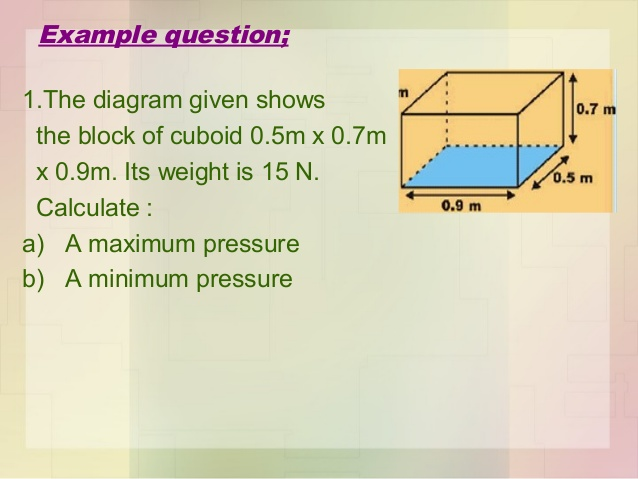 Example question;
1.The diagram given shows
the block of cuboid 0.5m x 0.7m
x 0.9m. Its weight is 15 N.
Calculate :
a) A maximum pressure
b) A minimum pressure
m
0.7 m
0.5 m
0.9 m